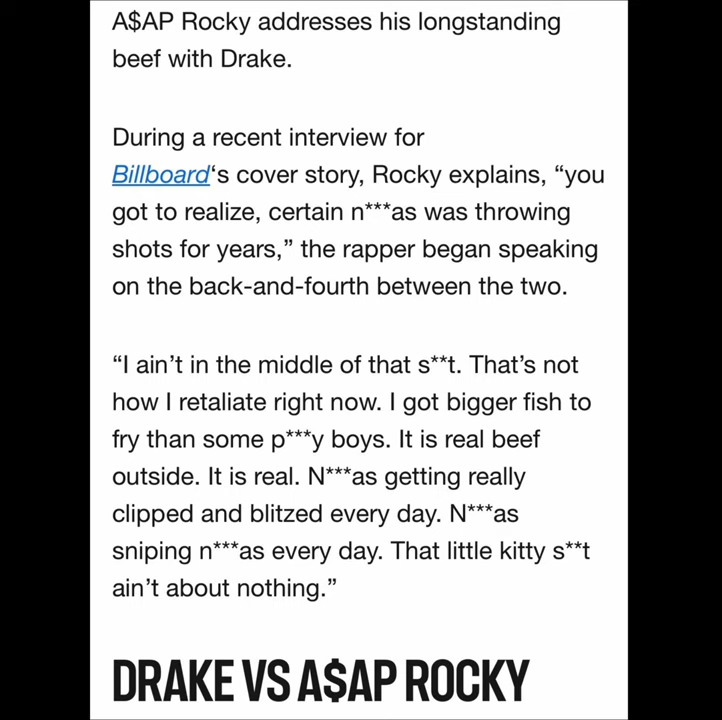 A$AP Rocky addresses his longstanding
beef with Drake.
During a recent interview for
Billboard‘s cover story, Rocky explains, “you
got to realize, certain n***as was throwing
shots for years,” the rapper began speaking
on the back-and-fourth between the two.
“I ain’t in the middle of that s**t. That’s not
how I retaliate right now. I got bigger fish to
fry than some p***y boys. It is real beef
outside. It is real. N***as getting really
clipped and blitzed every day. N***as
sniping n***as every day. That little kitty s**t
ain’t about nothing.”
DRAKE VS A$AP ROCKY